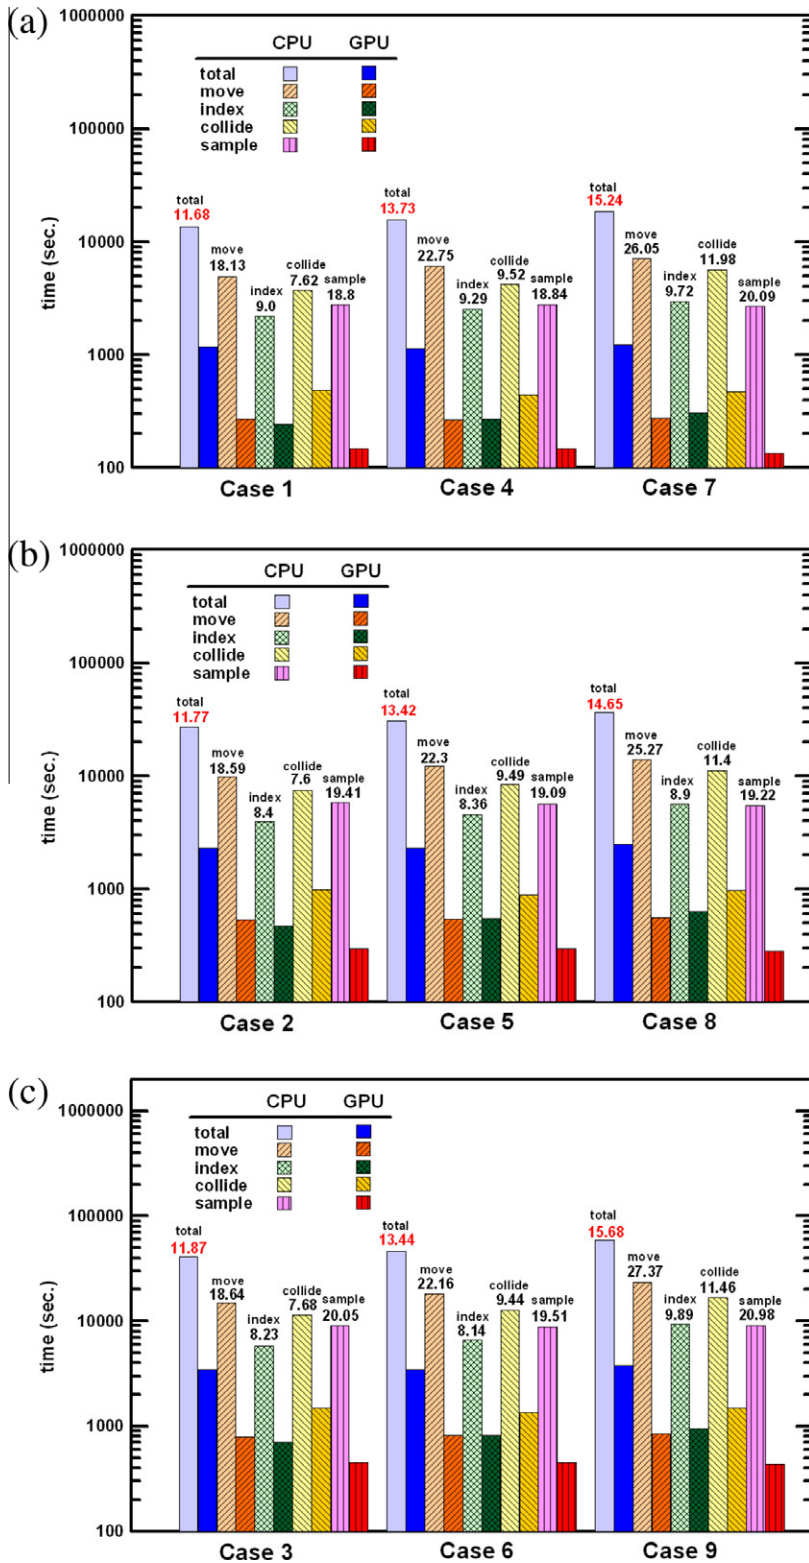 (a)
1000000
CPU GPU
total
move
index
collide
sample
100000
10000
1000
100
time (sec.)
total
11.68
move
18.13
index
9.0
collide
7.62
sample
18.8
total
13.73
move
22.75
index
9.29
collide
9.52
sample
18.84
total
15.24
move
26.05
index
9.72
collide
11.98
sample
20.09
Case 1 Case 4 Case 7
(b)
1000000
CPU GPU
total
move
index
collide
sample
100000
10000
1000
100
time (sec.)
total
11.77
move
18.59
index
8.4
collide
7.6
sample
19.41
total
13.42
move
22.3
index
8.36
collide
9.49
sample
19.09
total
14.65
move
25.27
index
8.9
collide
11.4
sample
19.22
Case 2 Case 5 Case 8
(c)
1000000
CPU GPU
total
move
index
collide
sample
100000
10000
1000
100
time (sec.)
total
11.87
move
18.64
index
8.23
collide
7.68
sample
20.05
total
13.44
move
22.16
index
8.14
collide
9.44
sample
19.51
total
15.68
move
27.37
index
9.89
collide
11.46
sample
20.98
Case 3 Case 6 Case 9